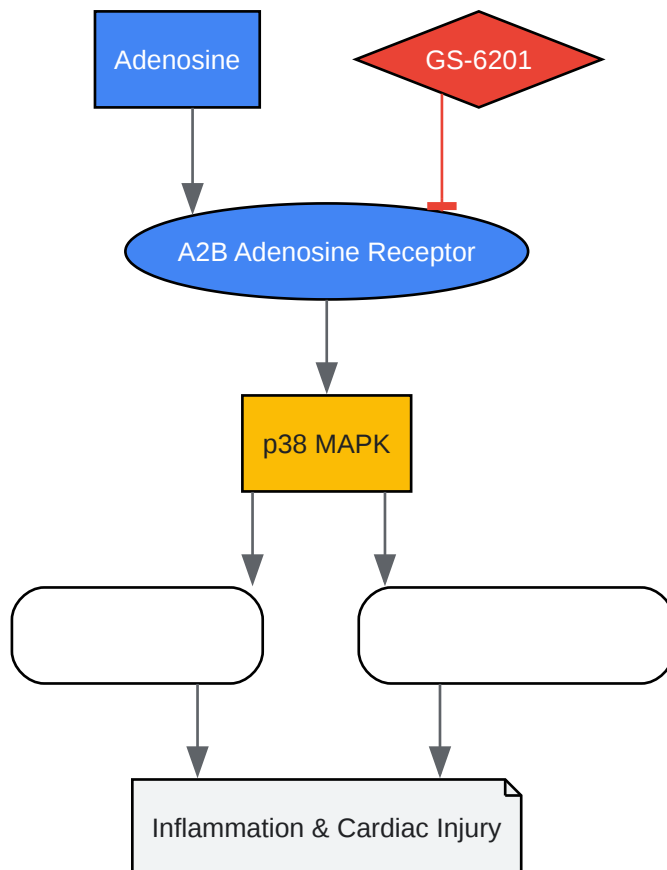 Adenosine
GS-6201
A2B Adenosine Receptor
p38 MAPK
Inflammation & Cardiac Injury